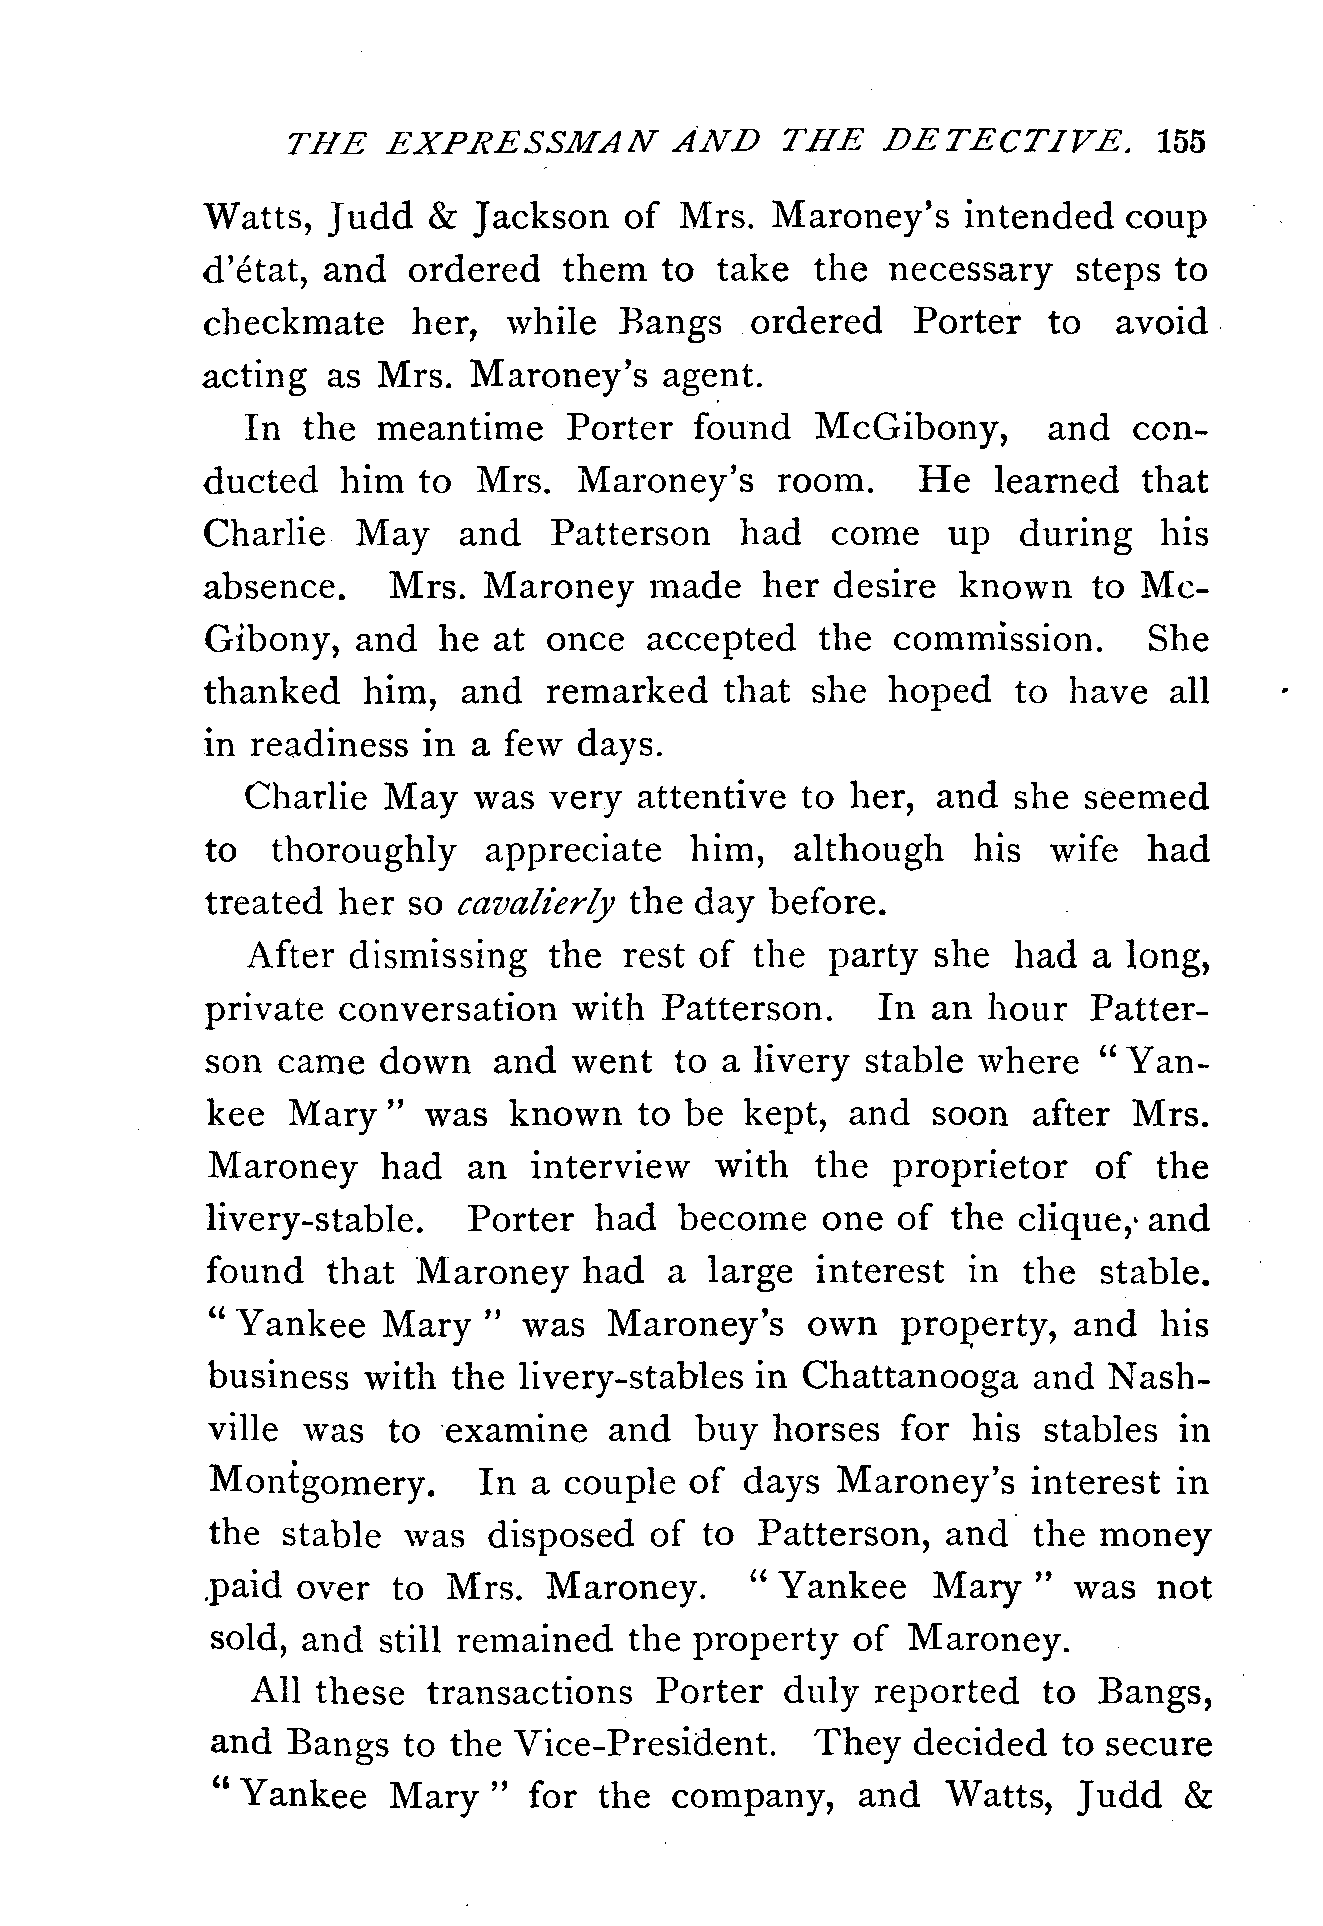 THE EXPRESSMAN AND THE DETECTIVE. 155
Watts, Judd & Jackson of Mrs. Maroney's intended coup
d'état, and ordered them to take the necessary steps to
checkmate her, while Bangs ordered Porter to avoid
acting as Mrs. Maroney's agent.
In the meantime Porter found McGibony, and con-
ducted him to Mrs. Maroney's room. He learned that
Charlie May and Patterson had come up during his
absence. Mrs. Maroney made her desire known to Mc-
Gibony, and he at once accepted the commission. She
thanked him, and remarked that she hoped to have all
in readiness in a few days.
Charlie May was very attentive to her, and she seemed
to thoroughly appreciate him, although his wife had
treated her so cavalierly the day before.
After dismissing the rest of the party she had a long,
private conversation with Patterson. In an hour Patter-
son came down and went to a livery stable where "Yan-
kee Mary" was known to be kept, and soon after Mrs.
Maroney had an interview with the proprietor of the
livery-stable. Porter had become one of the clique, and
found that Maroney had a large interest in the stable.
"Yankee Mary" was Maroney's own property, and his
business with the livery-stables in Chattanooga and Nash-
ville was to examine and buy horses for his stables in
Montgomery. In a couple of days Maroney's interest in
the stable was disposed of to Patterson, and the money
paid over to Mrs. Maroney. "Yankee Mary" was not
sold, and still remained the property of Maroney.
All these transactions Porter duly reported to Bangs,
and Bangs to the Vice-President. They decided to secure
"Yankee Mary" for the company, and Watts, Judd &